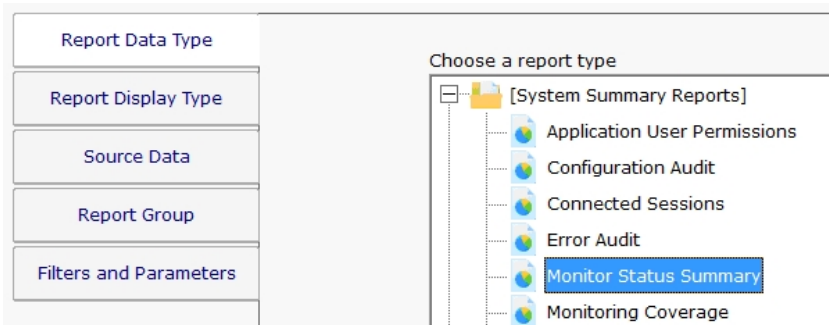 Report Data Type
Report Display Type
Source Data
Report Group
Filters and Parameters
Choose a report type
[System Summary Reports]
Application User Permissions
Configuration Audit
Connected Sessions
Error Audit
Monitor Status Summary
Monitoring Coverage